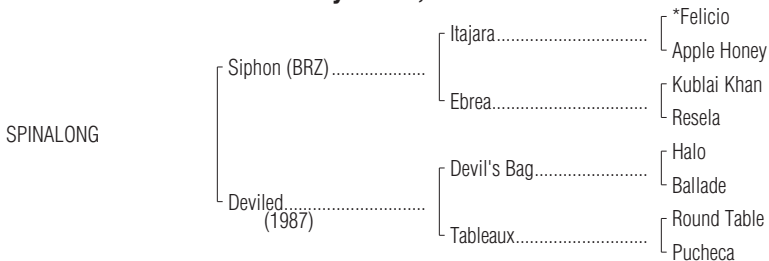 *Felicio
Itajara
Apple Honey
Siphon (BRZ)
Kublai Khan
Ebrea
Resela
SPINALONG
Halo
Devil's Bag
Ballade
Deviled
(1987)
Round Table
Tableaux
Pucheca